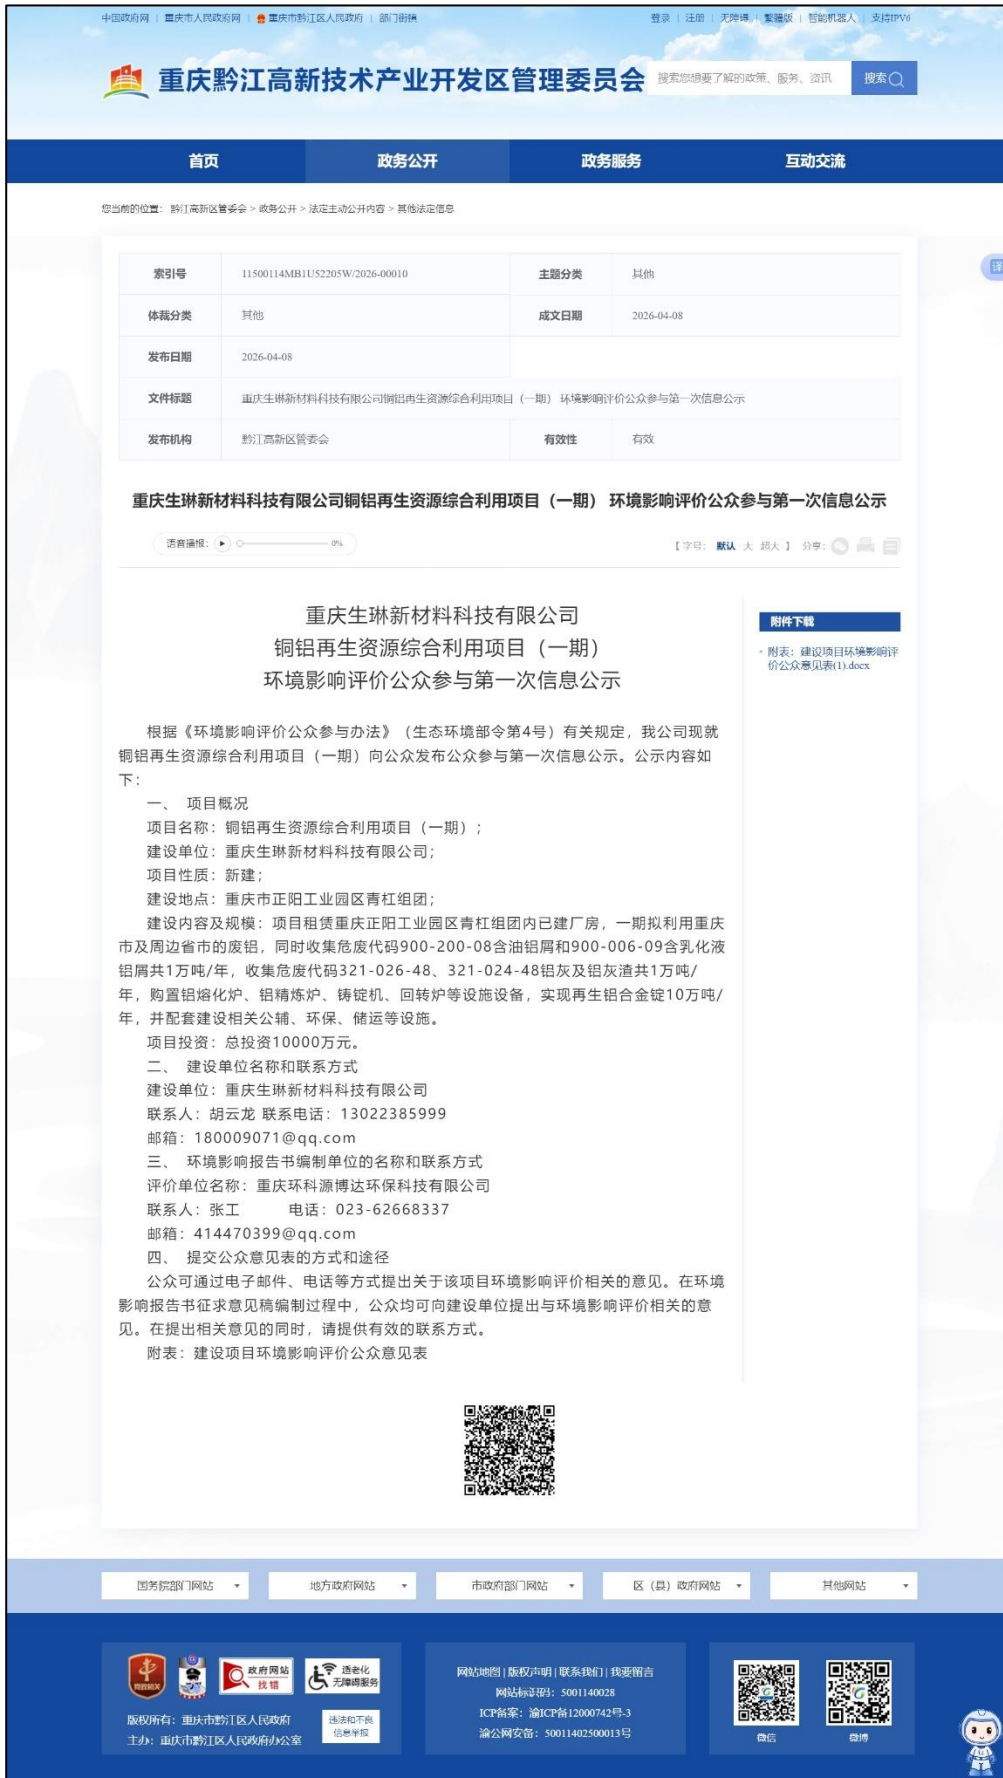 中国政府网 | 重庆市人民政府网 | 重庆市黔江区人民政府 | 部门街镇
登录 | 注册 | 无障碍 | 繁體版 | 智能机器人 | 支持IPV6
重庆黔江高新技术产业开发区管理委员会
搜索您想要了解的政策、服务、资讯
搜索
首页 政务公开 政务服务 互动交流
您当前的位置: 黔江高新区管委会 > 政务公开 > 法定主动公开内容 > 其他法定信息
译
索引号 11500114MB1U52205W/2026-00010 主题分类 其他
体裁分类 其他 成文日期 2026-04-08
发布日期 2026-04-08
文件标题 重庆生琳新材料科技有限公司铜铝再生资源综合利用项目（一期） 环境影响评价公众参与第一次信息公示
发布机构 黔江高新区管委会 有效性 有效
重庆生琳新材料科技有限公司铜铝再生资源综合利用项目（一期） 环境影响评价公众参与第一次信息公示
语音播报: 0%
【 字号: 默认 大 超大 】 分享:
重庆生琳新材料科技有限公司
铜铝再生资源综合利用项目（一期）
环境影响评价公众参与第一次信息公示
附件下载
附表：建设项目环境影响评
价公众意见表(1).docx
根据《环境影响评价公众参与办法》（生态环境部令第4号）有关规定，我公司现就
铜铝再生资源综合利用项目（一期）向公众发布公众参与第一次信息公示。公示内容如
下：
一、 项目概况
项目名称：铜铝再生资源综合利用项目（一期）；
建设单位：重庆生琳新材料科技有限公司；
项目性质：新建；
建设地点：重庆市正阳工业园区青杠组团；
建设内容及规模：项目租赁重庆正阳工业园区青杠组团内已建厂房，一期拟利用重庆
市及周边省市的废铝，同时收集危废代码900-200-08含油铝屑和900-006-09含乳化液
铝屑共1万吨/年，收集危废代码321-026-48、321-024-48铝灰及铝灰渣共1万吨/
年，购置铝熔化炉、铝精炼炉、铸锭机、回转炉等设施设备，实现再生铝合金锭10万吨/
年，并配套建设相关公辅、环保、储运等设施。
项目投资：总投资10000万元。
二、 建设单位名称和联系方式
建设单位：重庆生琳新材料科技有限公司
联系人：胡云龙 联系电话：13022385999
邮箱：180009071@qq.com
三、 环境影响报告书编制单位的名称和联系方式
评价单位名称：重庆环科源博达环保科技有限公司
联系人：张工 电话：023-62668337
邮箱：414470399@qq.com
四、 提交公众意见表的方式和途径
公众可通过电子邮件、电话等方式提出关于该项目环境影响评价相关的意见。在环境
影响报告书征求意见稿编制过程中，公众均可向建设单位提出与环境影响评价相关的意
见。在提出相关意见的同时，请提供有效的联系方式。
附表：建设项目环境影响评价公众意见表
国务院部门网站 地方政府网站 市政府部门网站 区（县）政府网站 其他网站
党政机关
政府网站
找错
适老化
无障碍服务
版权所有：重庆市黔江区人民政府
主办：重庆市黔江区人民政府办公室
违法和不良
信息举报
网站地图 | 版权声明 | 联系我们 | 我要留言
网站标识码：5001140028
ICP备案：渝ICP备12000742号-3
渝公网安备：50011402500013号
微信
微博